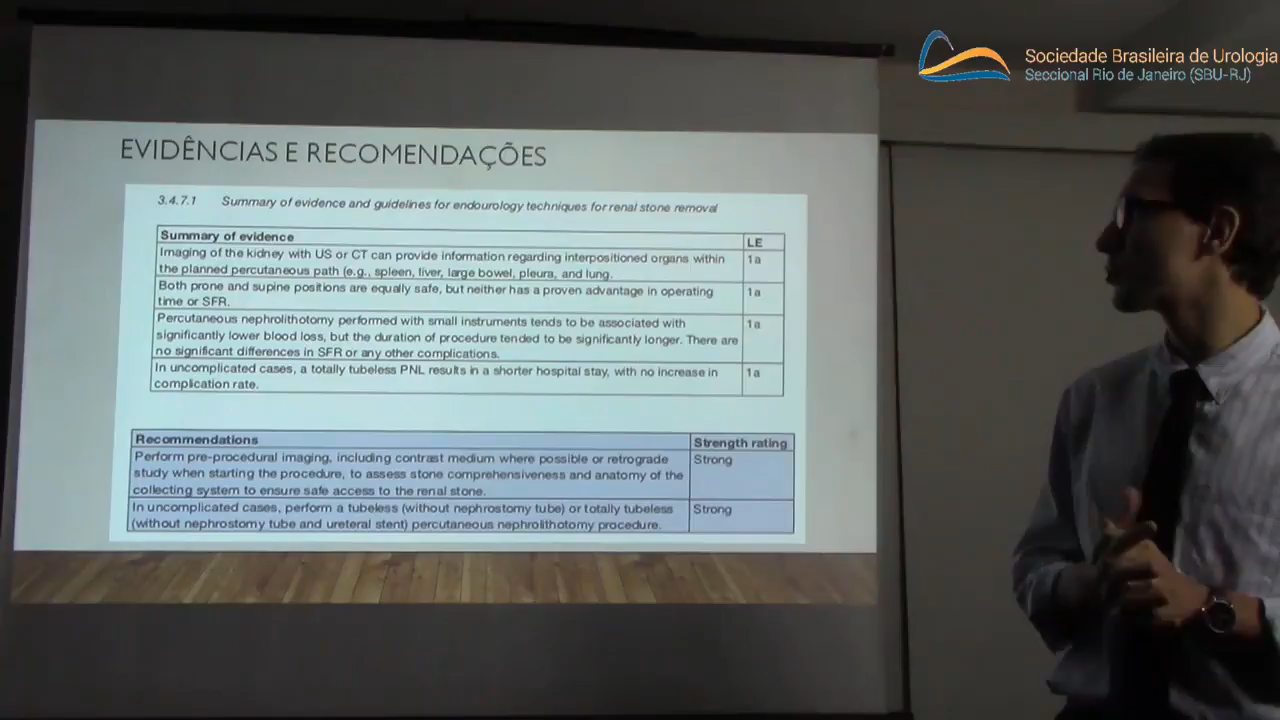 Sociedade Brasileira de Urologia
Seccional Rio de Janeiro (SBU-RJ)
EVIDÊNCIAS E RECOMENDAÇÕES
3.4.7.1 Summary of evidence and guidelines for endourology techniques for renal stone removal
Summary of evidence LE
Imaging of the kidney with US or CT can provide information regarding interpositioned organs within 1a
the planned percutaneous path (e.g., spleen, liver, large bowel, pleura, and lung.
Both prone and supine positions are equally safe, but neither has a proven advantage in operating 1a
time or SFR.
Percutaneous nephrolithotomy performed with small instruments tends to be associated with 1a
significantly lower blood loss, but the duration of procedure tended to be significantly longer. There are
no significant differences in SFR or any other complications.
In uncomplicated cases, a totally tubeless PNL results in a shorter hospital stay, with no increase in 1a
complication rate.
Recommendations Strength rating
Perform pre-procedural imaging, including contrast medium where possible or retrograde Strong
study when starting the procedure, to assess stone comprehensiveness and anatomy of the
collecting system to ensure safe access to the renal stone.
In uncomplicated cases, perform a tubeless (without nephrostomy tube) or totally tubeless Strong
(without nephrostomy tube and ureteral stent) percutaneous nephrolithotomy procedure.